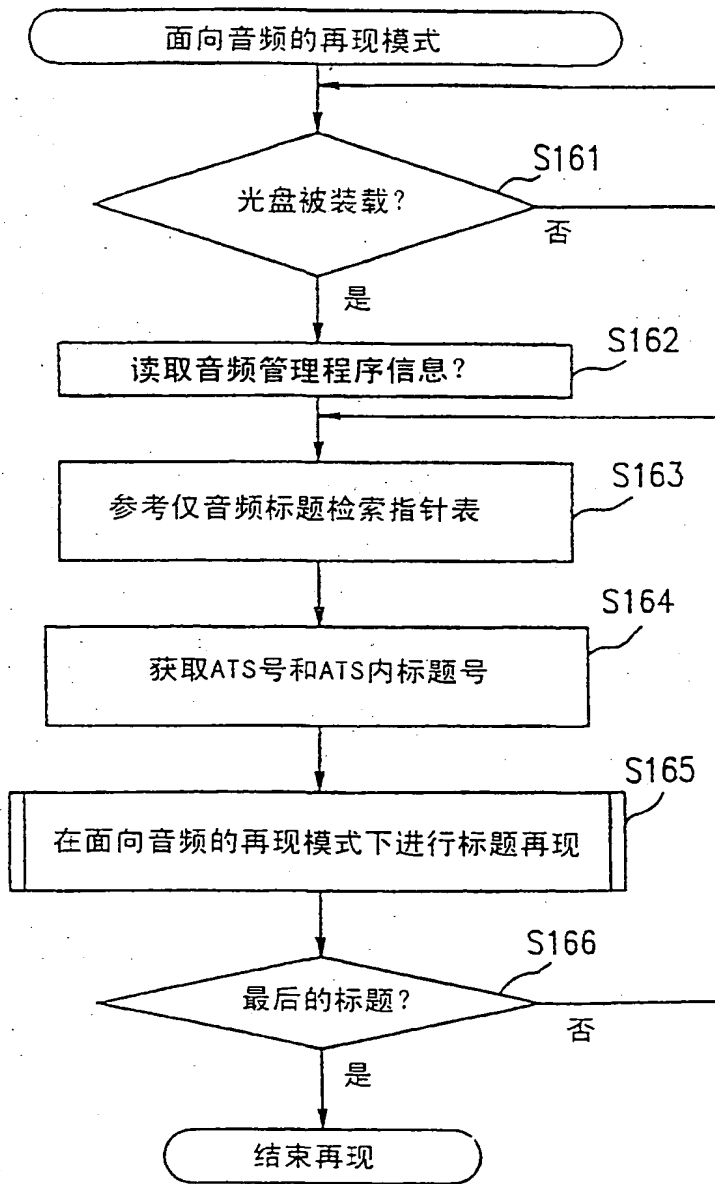 面向音频的再现模式
S161
光盘被装载?
否
是
S162
读取音频管理程序信息?
S163
参考仅音频标题检索指针表
S164
获取ATS号和ATS内标题号
S165
在面向音频的再现模式下进行标题再现
S166
最后的标题?
否
是
结束再现